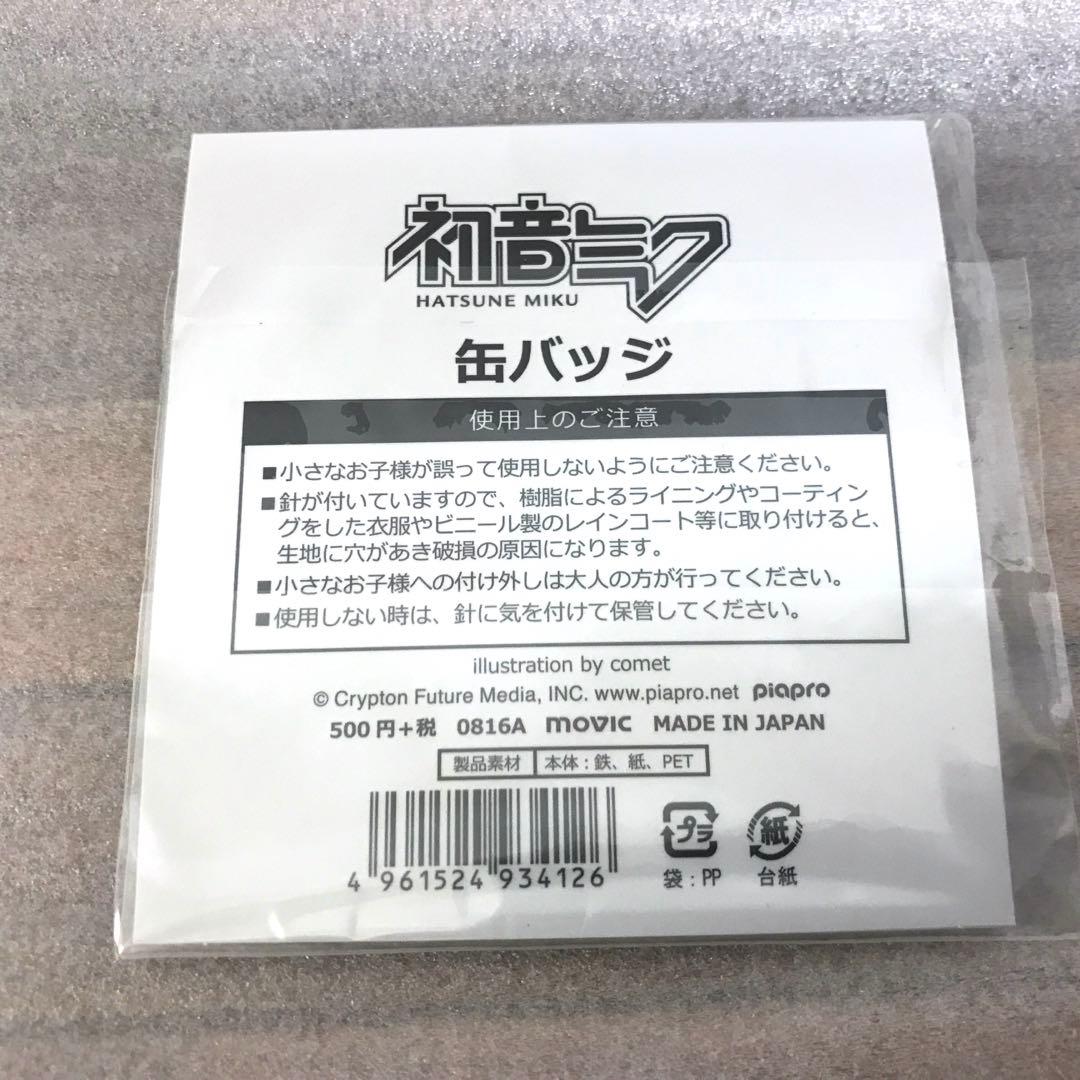 初音ミク
HATSUNE MIKU
缶バッジ
使用上のご注意
■小さなお子様が誤って使用しないようにご注意ください。
■針が付いていますので、樹脂によるライニングやコーティン
グをした衣服やビニール製のレインコート等に取り付けると、
生地に穴があき破損の原因になります。
■小さなお子様への付け外しは大人の方が行ってください。
■使用しない時は、針に気を付けて保管してください。
illustration by comet
© Crypton Future Media, INC. www.piapro.net piapro
500円+税 0816A movic MADE IN JAPAN
製品素材 本体：鉄、紙、PET
4 961524 934126
プラ 紙
袋：PP 台紙